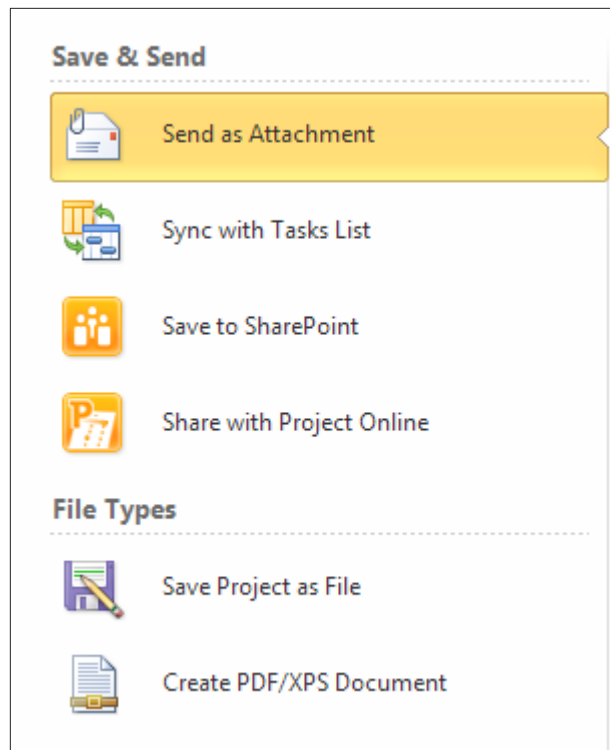 Save & Send
Send as Attachment
Sync with Tasks List
Save to SharePoint
Share with Project Online
File Types
Save Project as File
Create PDF/XPS Document